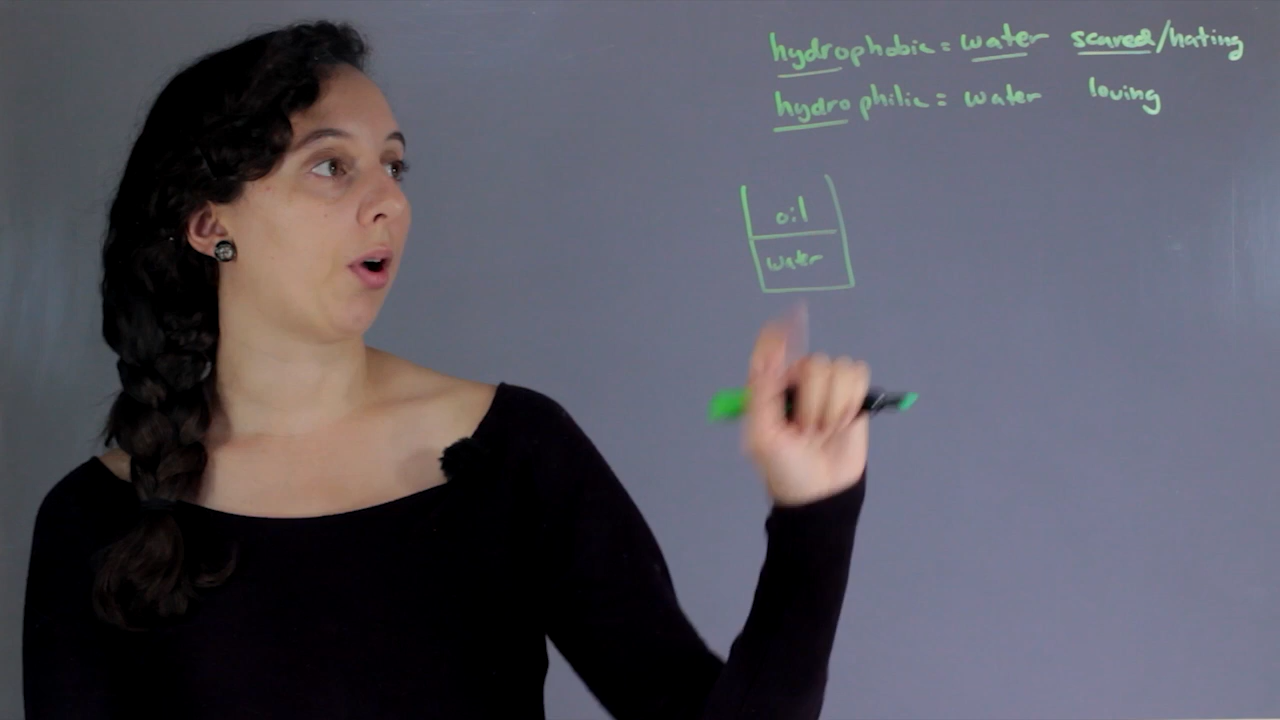 hydrophobic = water scared/hating
hydrophilic = water loving
oil
water